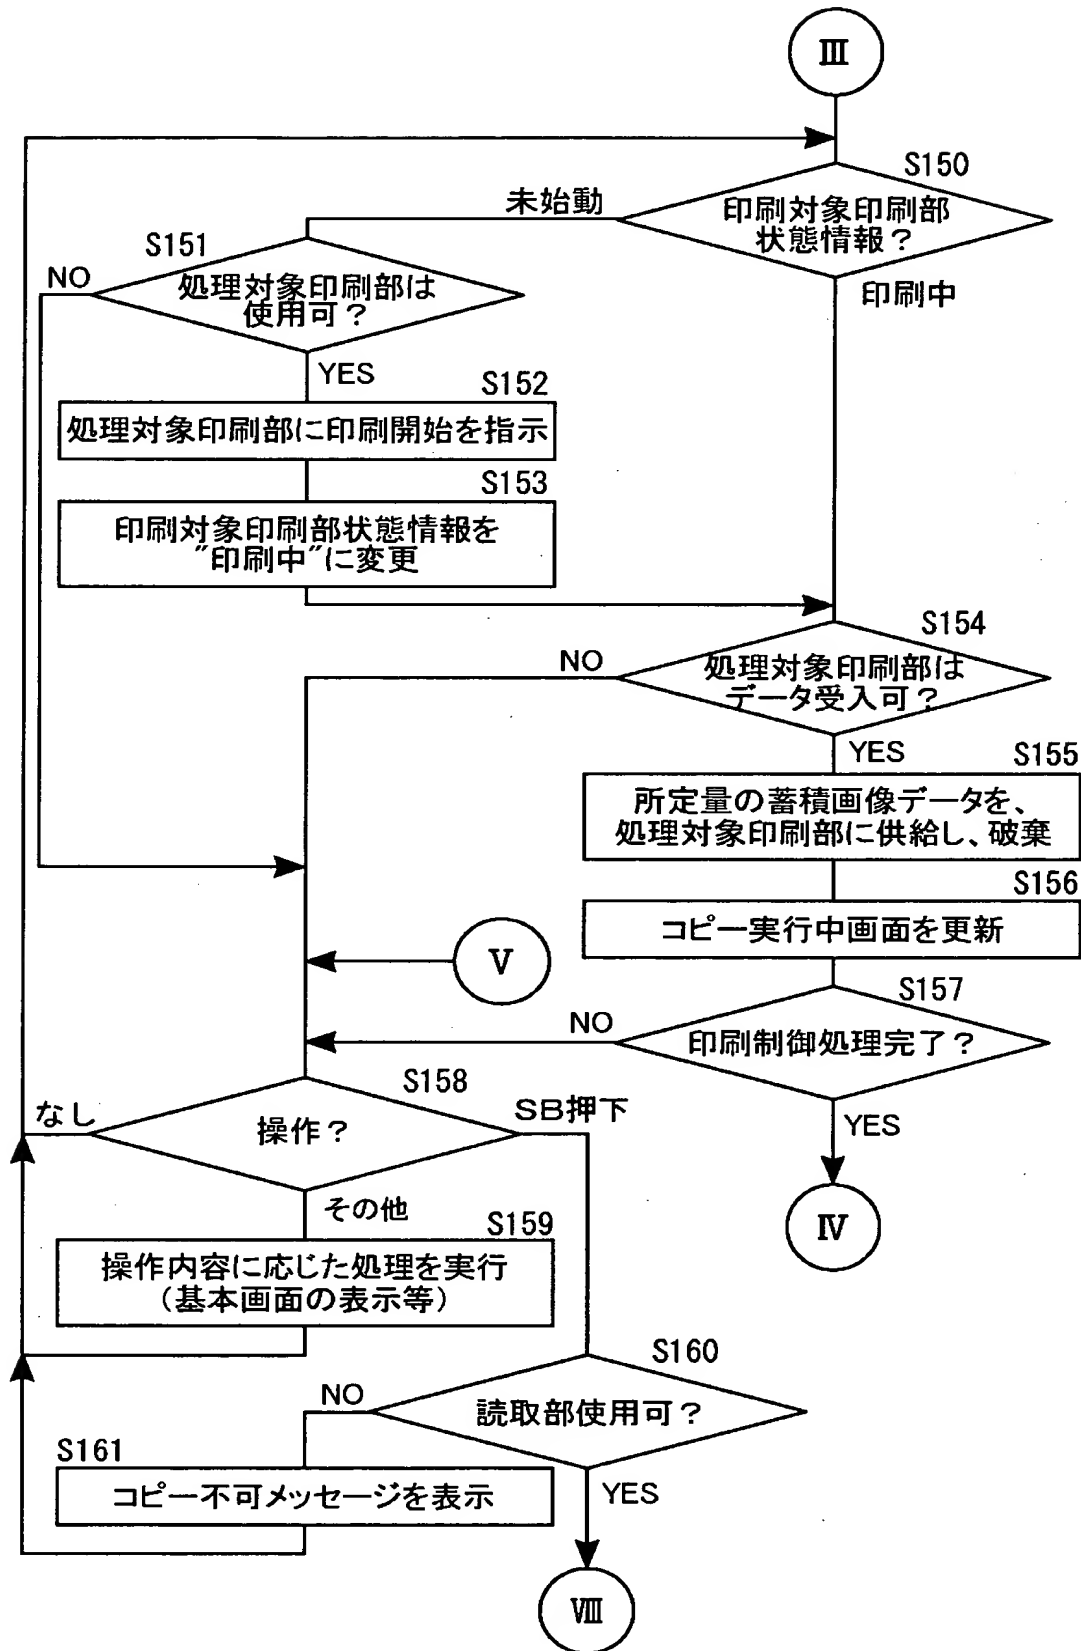 Ⅲ
S150
印刷対象印刷部
状態情報？
未始動
印刷中
S151
処理対象印刷部は
使用可？
NO
YES
S152
処理対象印刷部に印刷開始を指示
S153
印刷対象印刷部状態情報を
"印刷中"に変更
S154
処理対象印刷部は
データ受入可？
NO
YES
S155
所定量の蓄積画像データを、
処理対象印刷部に供給し、破棄
S156
コピー実行中画面を更新
Ⅴ
S157
印刷制御処理完了？
NO
YES
Ⅳ
S158
操作？
なし
SB押下
その他
S159
操作内容に応じた処理を実行
（基本画面の表示等）
S160
読取部使用可？
NO
YES
S161
コピー不可メッセージを表示
Ⅷ